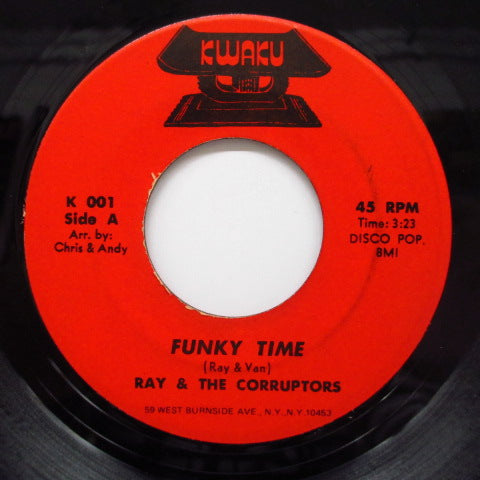 KWAKU
K 001
Side A
Arr. by:
Chris & Andy
45 RPM
Time: 3:23
DISCO POP.
BMI
FUNKY TIME
(Ray & Van)
RAY & THE CORRUPTORS
59 WEST BURNSIDE AVE., N.Y., N.Y. 10453